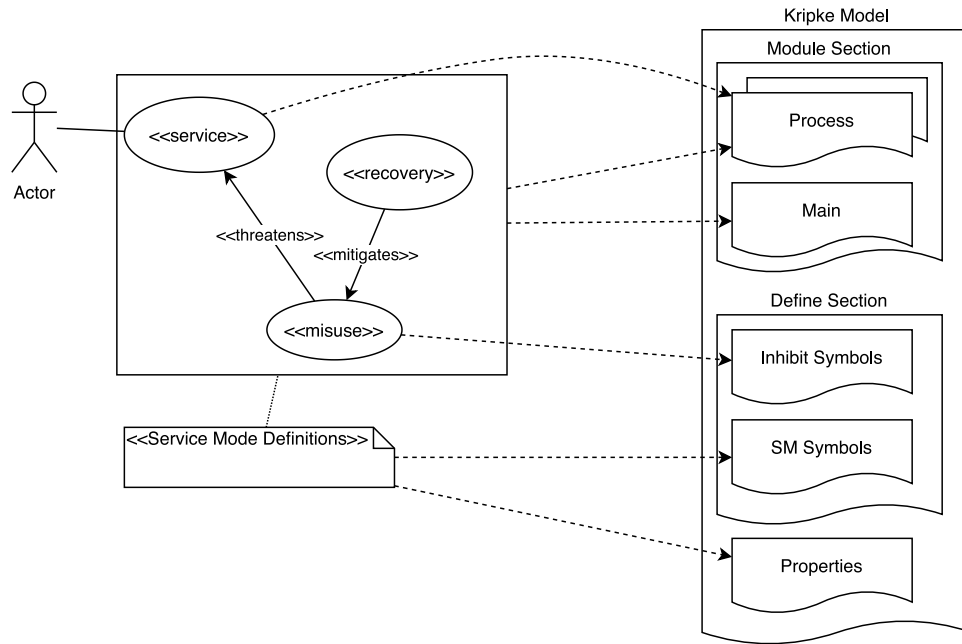 Kripke Model
Module Section
Process
<<service>>
<<recovery>>
Actor
Main
<<threatens>>
<<mitigates>>
Define Section
<<misuse>>
Inhibit Symbols
<<Service Mode Definitions>>
SM Symbols
Properties